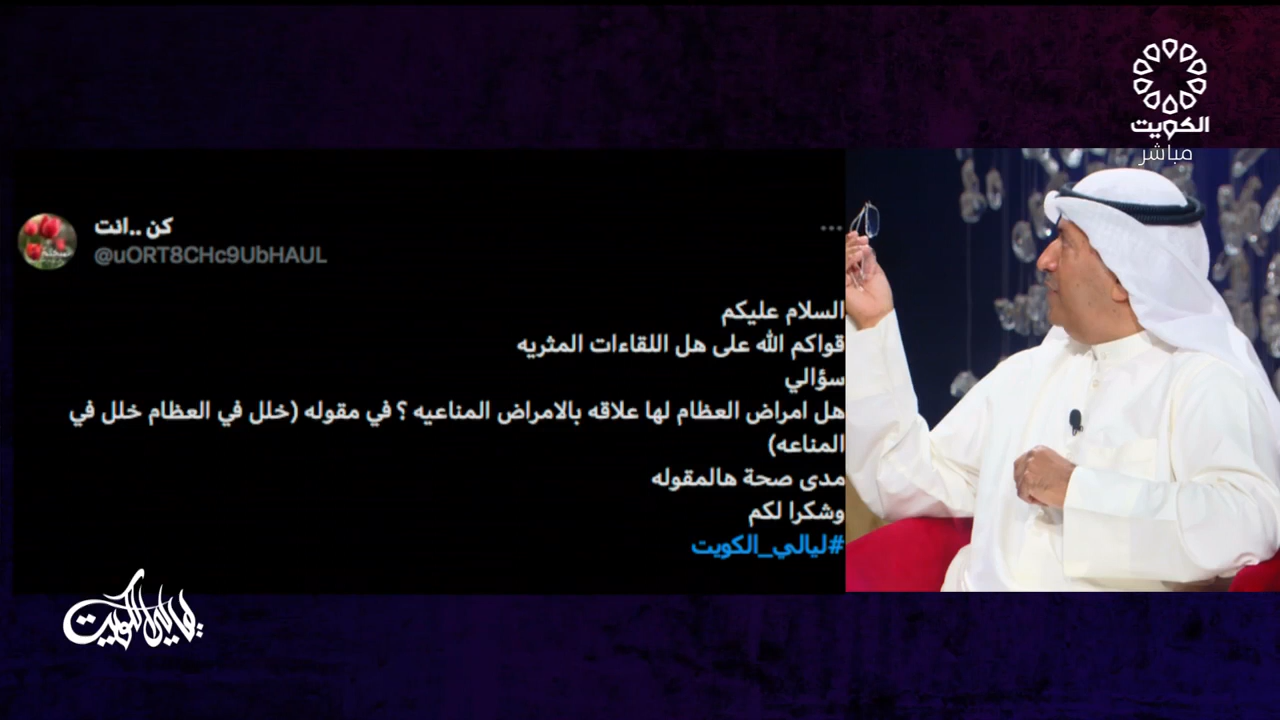 الكويت
مباشر
كن ..انت
@uORT8CHc9UbHAUL
السلام عليكم
قواكم الله على هل اللقاءات المثريه
سؤالي
هل امراض العظام لها علاقه بالامراض المناعيه ؟ في مقوله (خلل في العظام خلل في
المناعه)
مدى صحة هالمقوله
وشكرا لكم
#ليالي_الكويت
ليالي الكويت